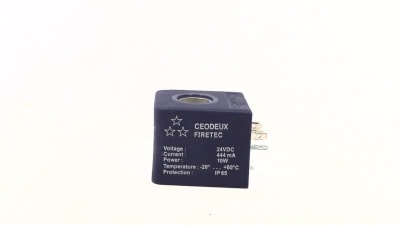 CEODEUX
FIRETEC
Voltage : 24VDC
Current : 444 mA
Power : 10W
Temperature : -20° ... +60°C
Protection : IP 65